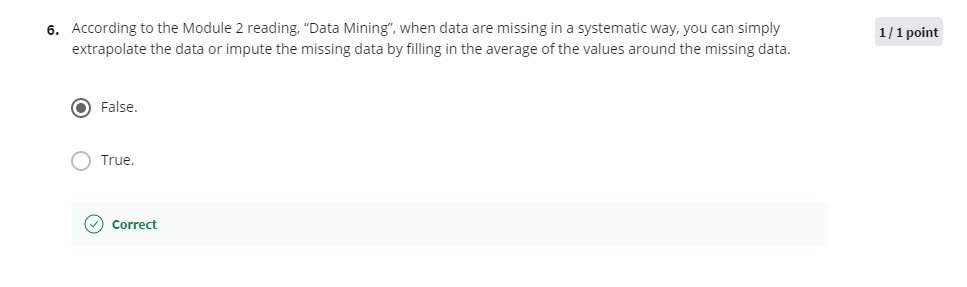 6. According to the Module 2 reading, “Data Mining”, when data are missing in a systematic way, you can simply
extrapolate the data or impute the missing data by filling in the average of the values around the missing data.
1 / 1 point
False.
True.
Correct